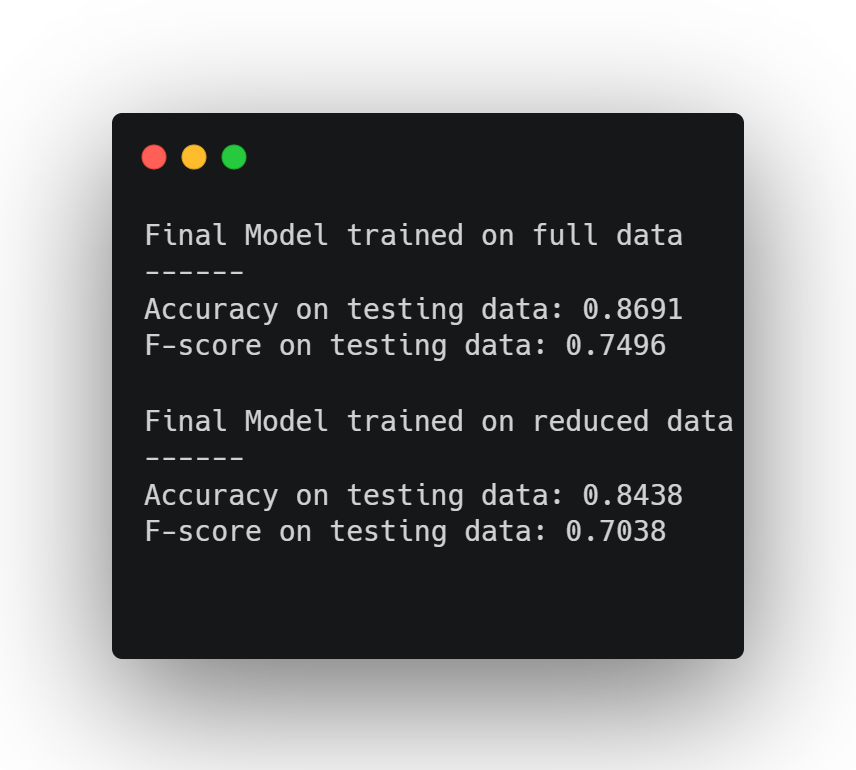 Final Model trained on full data
------
Accuracy on testing data: 0.8691
F-score on testing data: 0.7496
Final Model trained on reduced data
------
Accuracy on testing data: 0.8438
F-score on testing data: 0.7038